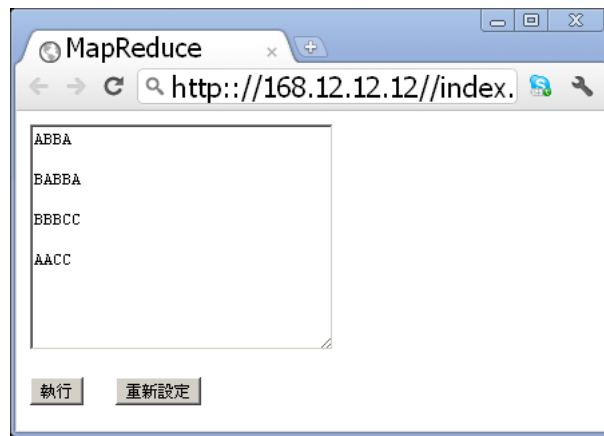 MapReduce
http:://168.12.12.12//index.
ABBA
BABBA
BBBCC
AACC
執行 重新設定